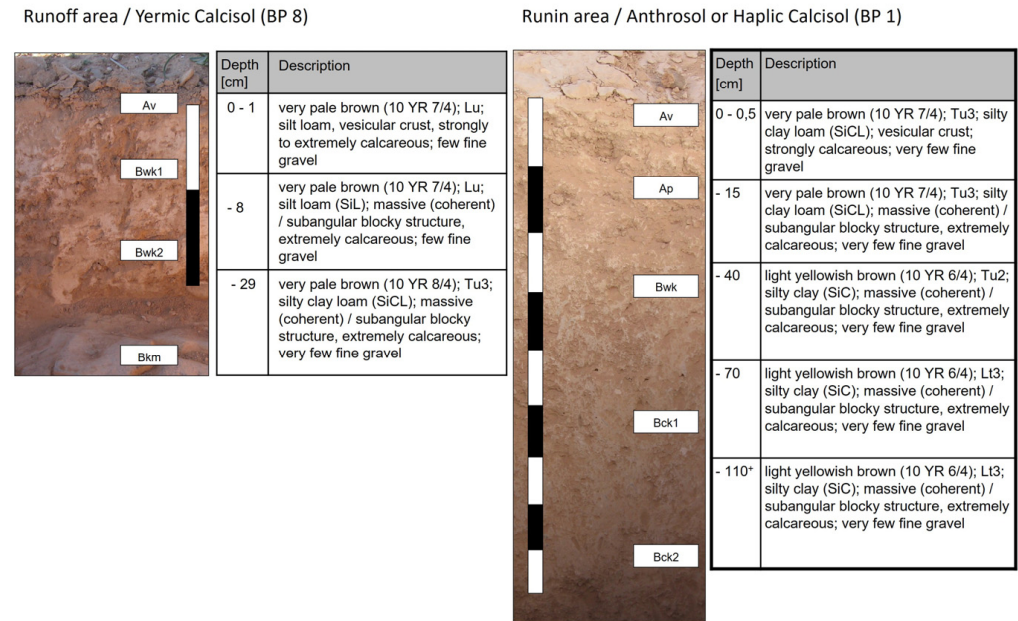 Runoff area / Yermic Calcisol (BP 8)
Av
Bwk1
Bwk2
Bkm
Depth [cm]
Description
0 - 1
very pale brown (10 YR 7/4); Lu;
silt loam, vesicular crust, strongly
to extremely calcareous; few fine
gravel
- 8
very pale brown (10 YR 7/4); Lu;
silt loam (SiL); massive (coherent)
/ subangular blocky structure,
extremely calcareous; few fine
gravel
- 29
very pale brown (10 YR 8/4); Tu3;
silty clay loam (SiCL); massive
(coherent) / subangular blocky
structure, extremely calcareous;
very few fine gravel
Runin area / Anthrosol or Haplic Calcisol (BP 1)
Av
Ap
Bwk
Bck1
Bck2
Depth
[cm]
Description
0 - 0,5
very pale brown (10 YR 7/4); Tu3; silty
clay loam (SiCL); vesicular crust;
strongly calcareous; very few fine
gravel
- 15
very pale brown (10 YR 7/4); Tu3; silty
clay loam (SiCL); massive (coherent) /
subangular blocky structure, extremely
calcareous; very few fine gravel
- 40
light yellowish brown (10 YR 6/4); Tu2;
silty clay (SiC); massive (coherent) /
subangular blocky structure, extremely
calcareous; very few fine gravel
- 70
light yellowish brown (10 YR 6/4); Lt3;
silty clay (SiC); massive (coherent) /
subangular blocky structure, extremely
calcareous; very few fine gravel
- 110⁺
light yellowish brown (10 YR 6/4); Lt3;
silty clay (SiC); massive (coherent) /
subangular blocky structure, extremely
calcareous; very few fine gravel